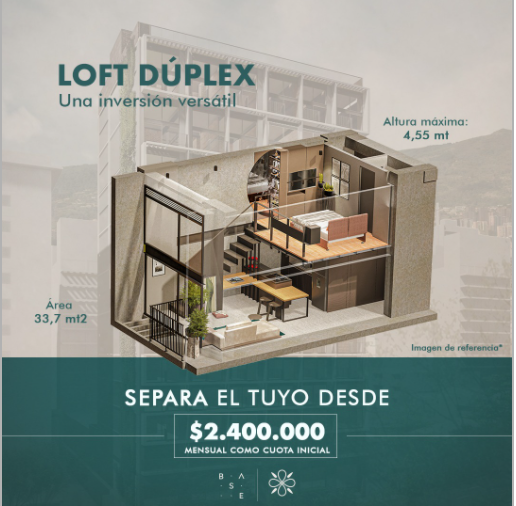 LOFT DÚPLEX
Una inversión versátil
Altura máxima:
4,55 mt
Área
33,7 mt2
Imagen de referencia*
SEPARA EL TUYO DESDE
$2.400.000
MENSUAL COMO CUOTA INICIAL
B · A
· S ·
· · E